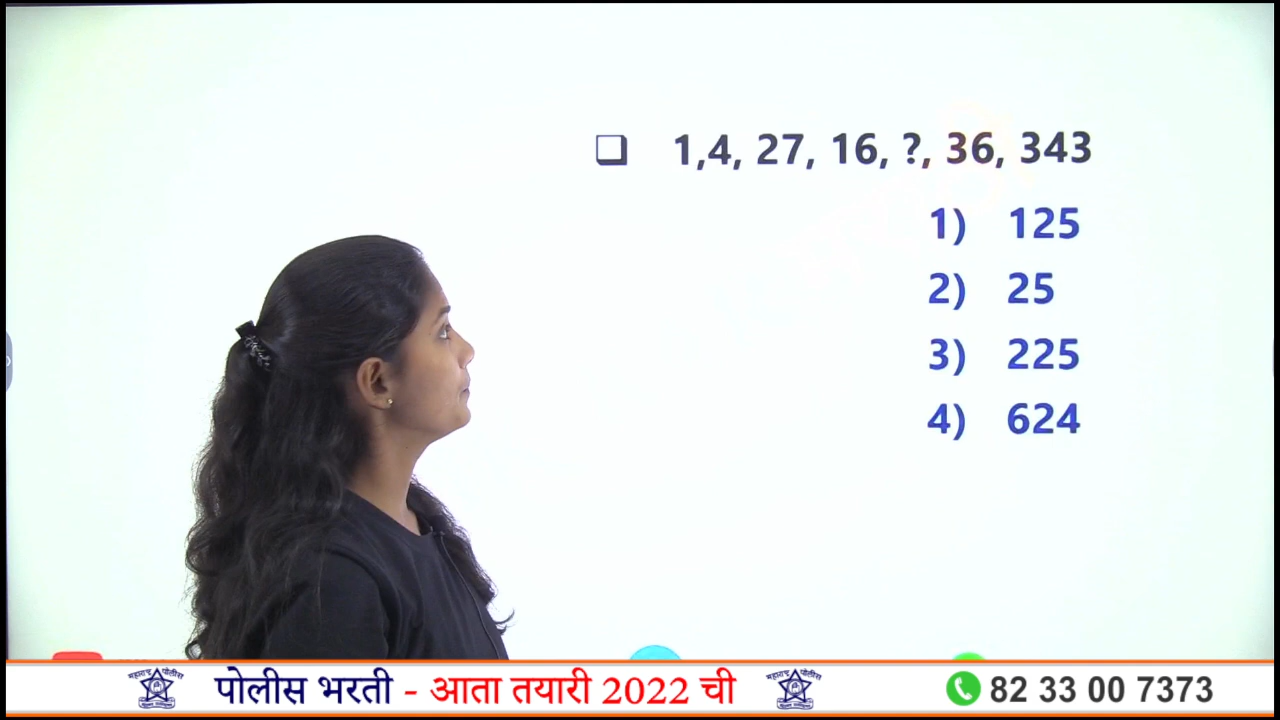 ❑ 1,4, 27, 16, ?, 36, 343
1) 125
2) 25
3) 225
4) 624
पोलीस भरती - आता तयारी 2022 ची
82 33 00 7373